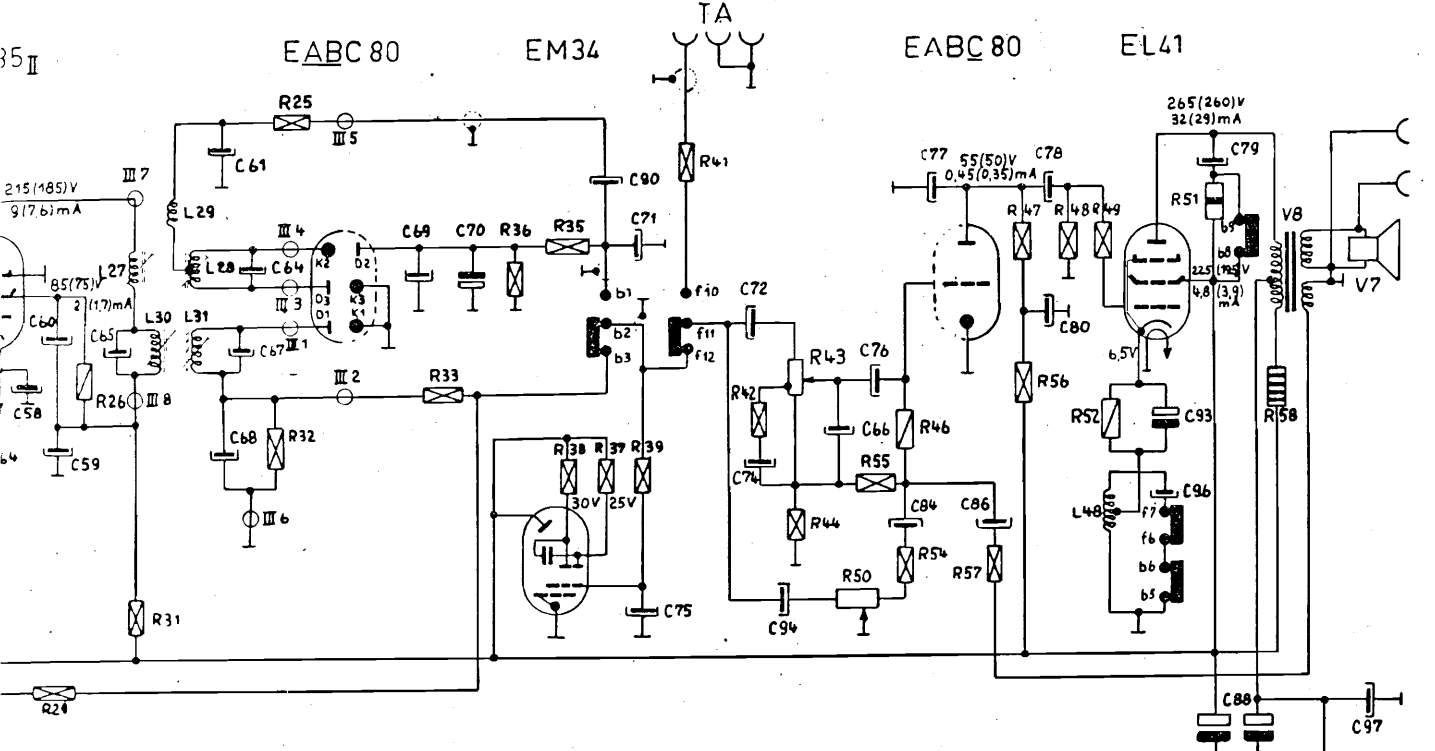 TA
35 II
EABC 80
EM34
EABC 80
EL41
R25
III 5
C61
R41
265(260)V
32(29)mA
C77
55(50)V
0,45(0,35)mA
C78
C79
III 7
215(185)V
9(7,6)mA
L29
C80
R51
b9
V8
III 4
C69
C70
R36
R35
C71
R47
R48
R49
L27
L28
C64
K2
D2
b8
85(75)V
2 (1,7)mA
III 3
D3
K3
D1
K1
b1
f10
C72
4,8 (3,9)
mA
V7
C60
L30
L31
C65
C67
III 1
b2
f11
C80
b3
f12
6,5V
R43
C76
III 2
R33
R56
C58
R26
III 8
R42
R52
C93
R58
C68
R32
C66
R46
64
C59
R38
R37
R39
C74
R55
30V
25V
III 6
R44
C84
C86
L48
C96
f7
f6
R54
R57
b6
R50
b5
R31
C75
C94
R21
C88
C97